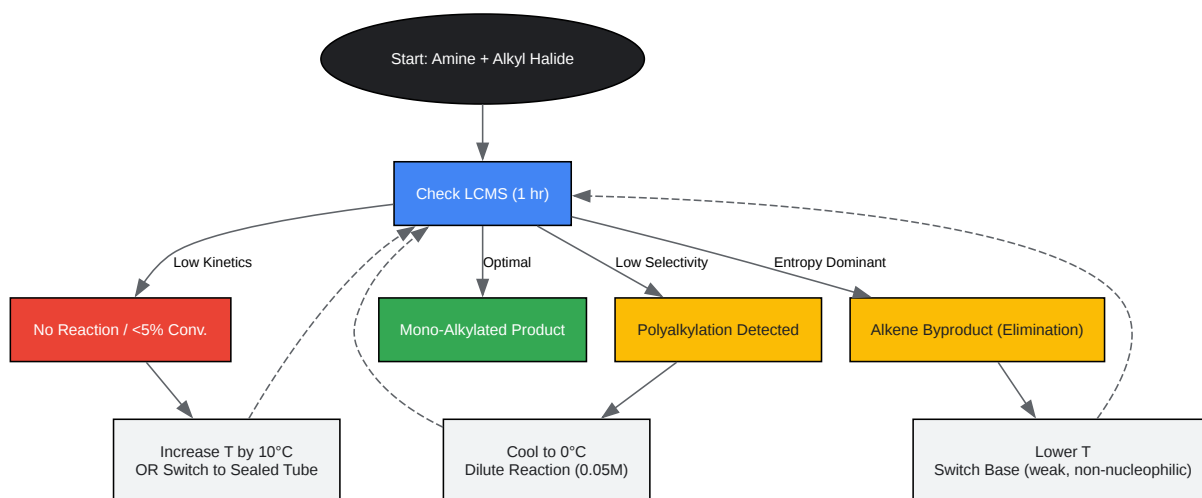 Start: Amine + Alkyl Halide
Check LCMS (1 hr)
Low Kinetics
Optimal
Low Selectivity
Entropy Dominant
No Reaction / <5% Conv.
Mono-Alkylated Product
Polyalkylation Detected
Alkene Byproduct (Elimination)
Increase T by 10°C
OR Switch to Sealed Tube
Cool to 0°C
Dilute Reaction (0.05M)
Lower T
Switch Base (weak, non-nucleophilic)